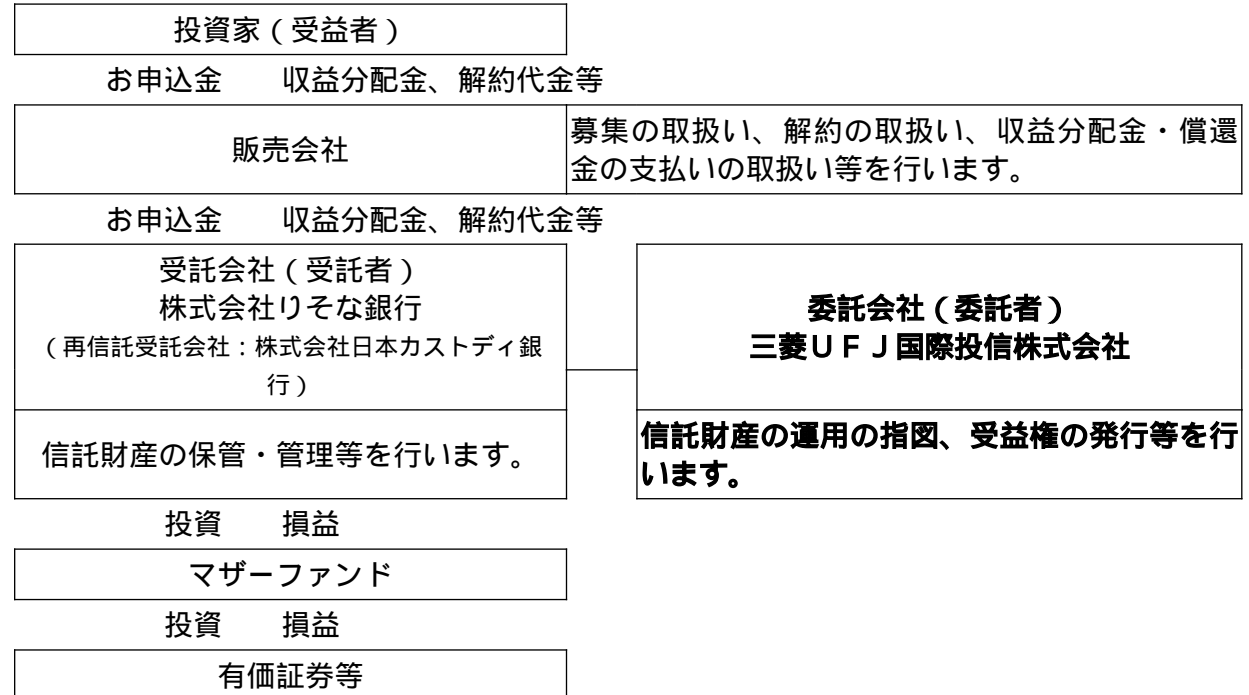 投資家（受益者）
お申込金　　収益分配金、解約代金等
販売会社
募集の取扱い、解約の取扱い、収益分配金・償還
金の支払いの取扱い等を行います。
お申込金　　収益分配金、解約代金等
受託会社（受託者）
株式会社りそな銀行
（再信託受託会社：株式会社日本カストディ銀
行）
委託会社（委託者）
三菱ＵＦＪ国際投信株式会社
信託財産の保管・管理等を行います。
信託財産の運用の指図、受益権の発行等を行
います。
投資　　損益
マザーファンド
投資　　損益
有価証券等